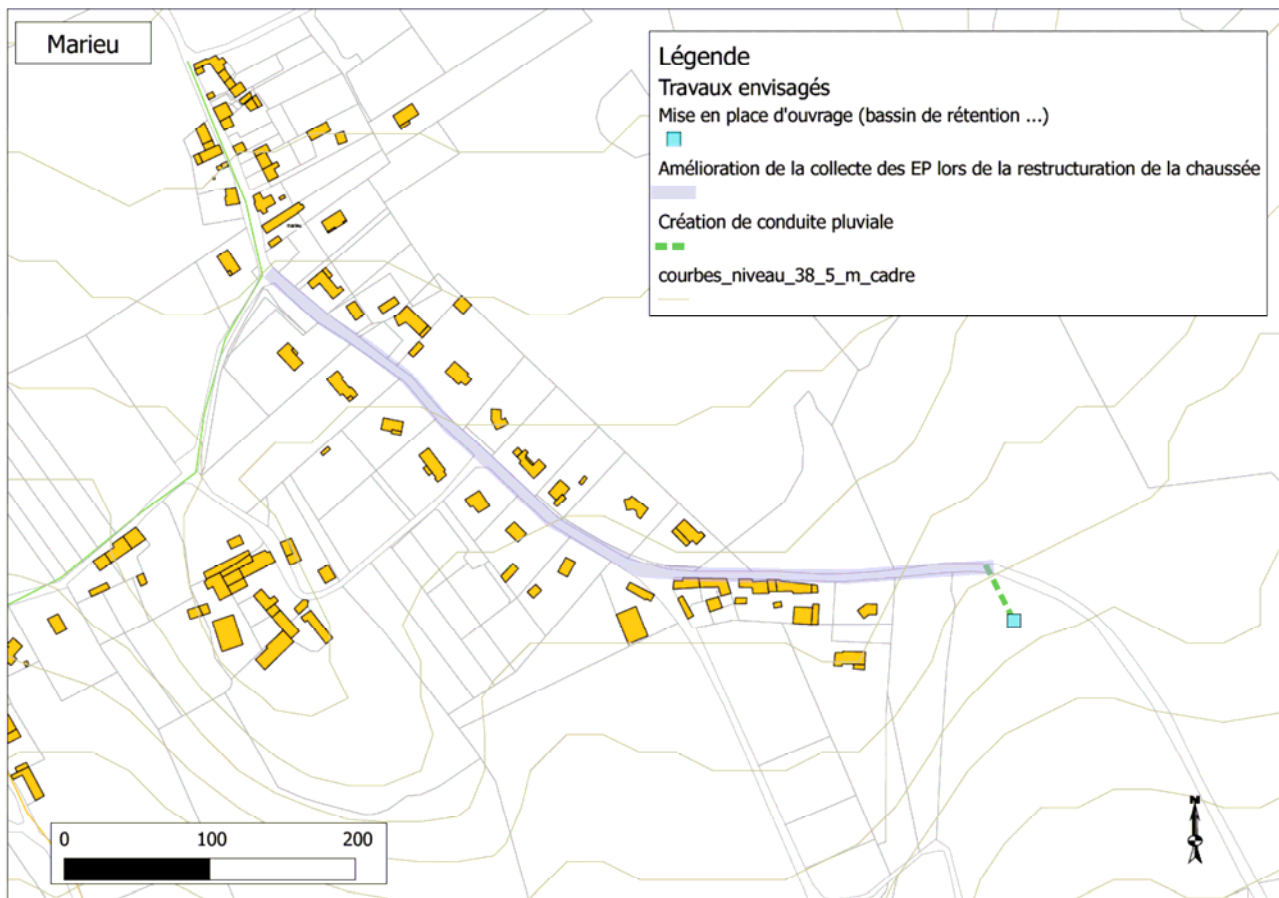 Marieu
Légende
Travaux envisagés
Mise en place d'ouvrage (bassin de rétention ...)
Amélioration de la collecte des EP lors de la restructuration de la chaussée
Création de conduite pluviale
courbes_niveau_38_5_m_cadre
marieu
0 100 200
N